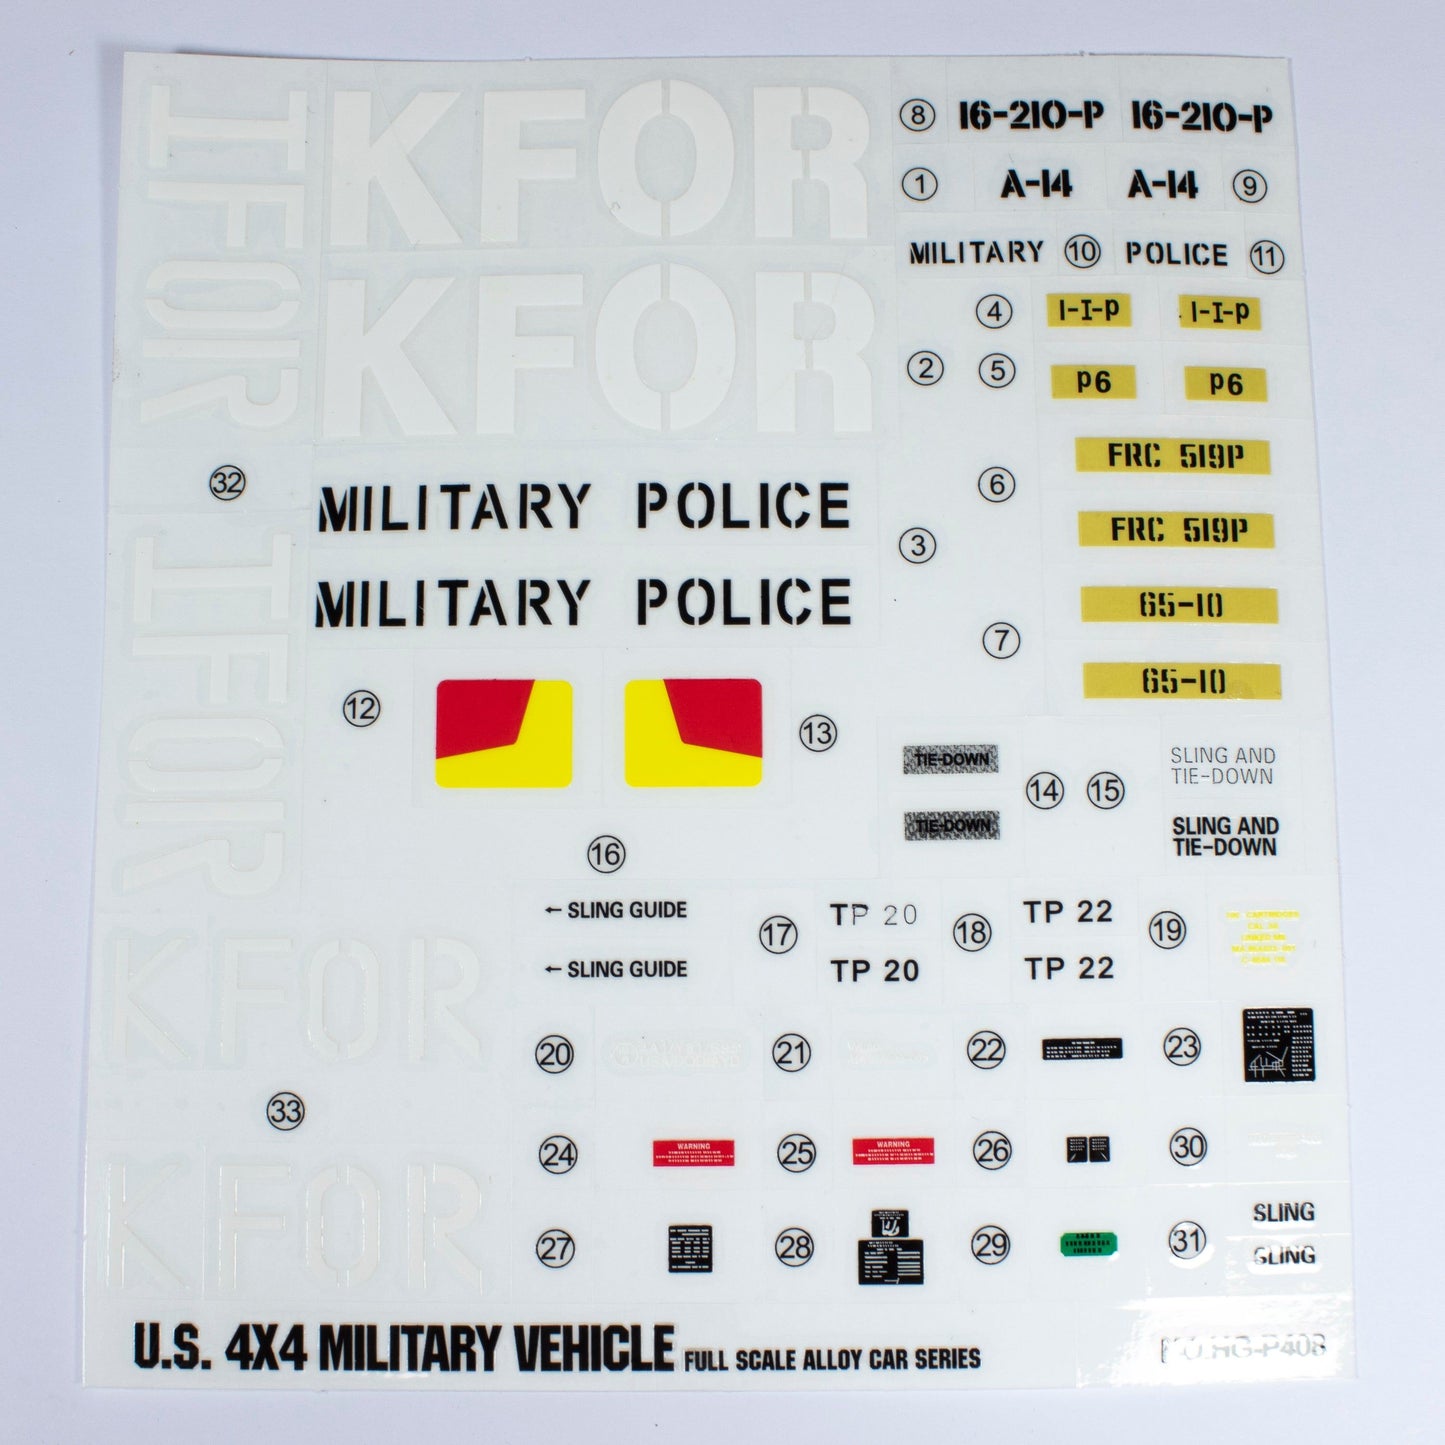 IFOR
KFOR
8 16-210-P 16-210-P
1 A-14 A-14 9
MILITARY 10 POLICE 11
KFOR
4 I-I-P I-I-P
2 5 P6 P6
6 FRC 519P
FRC 519P
32
MILITARY POLICE
3
MILITARY POLICE
65-10
7
65-10
IFOR
12
13
TIE-DOWN
14 15
SLING AND
TIE-DOWN
TIE-DOWN
SLING AND
TIE-DOWN
16
← SLING GUIDE
← SLING GUIDE
17 TP 20
TP 20
18 TP 22
TP 22
19
KFOR
20
21
22
23
33
24 WARNING
25 WARNING
26
30
KFOR
27
28
29
31 SLING
SLING
U.S. 4X4 MILITARY VEHICLE FULL SCALE ALLOY CAR SERIES
NO.HG-P408